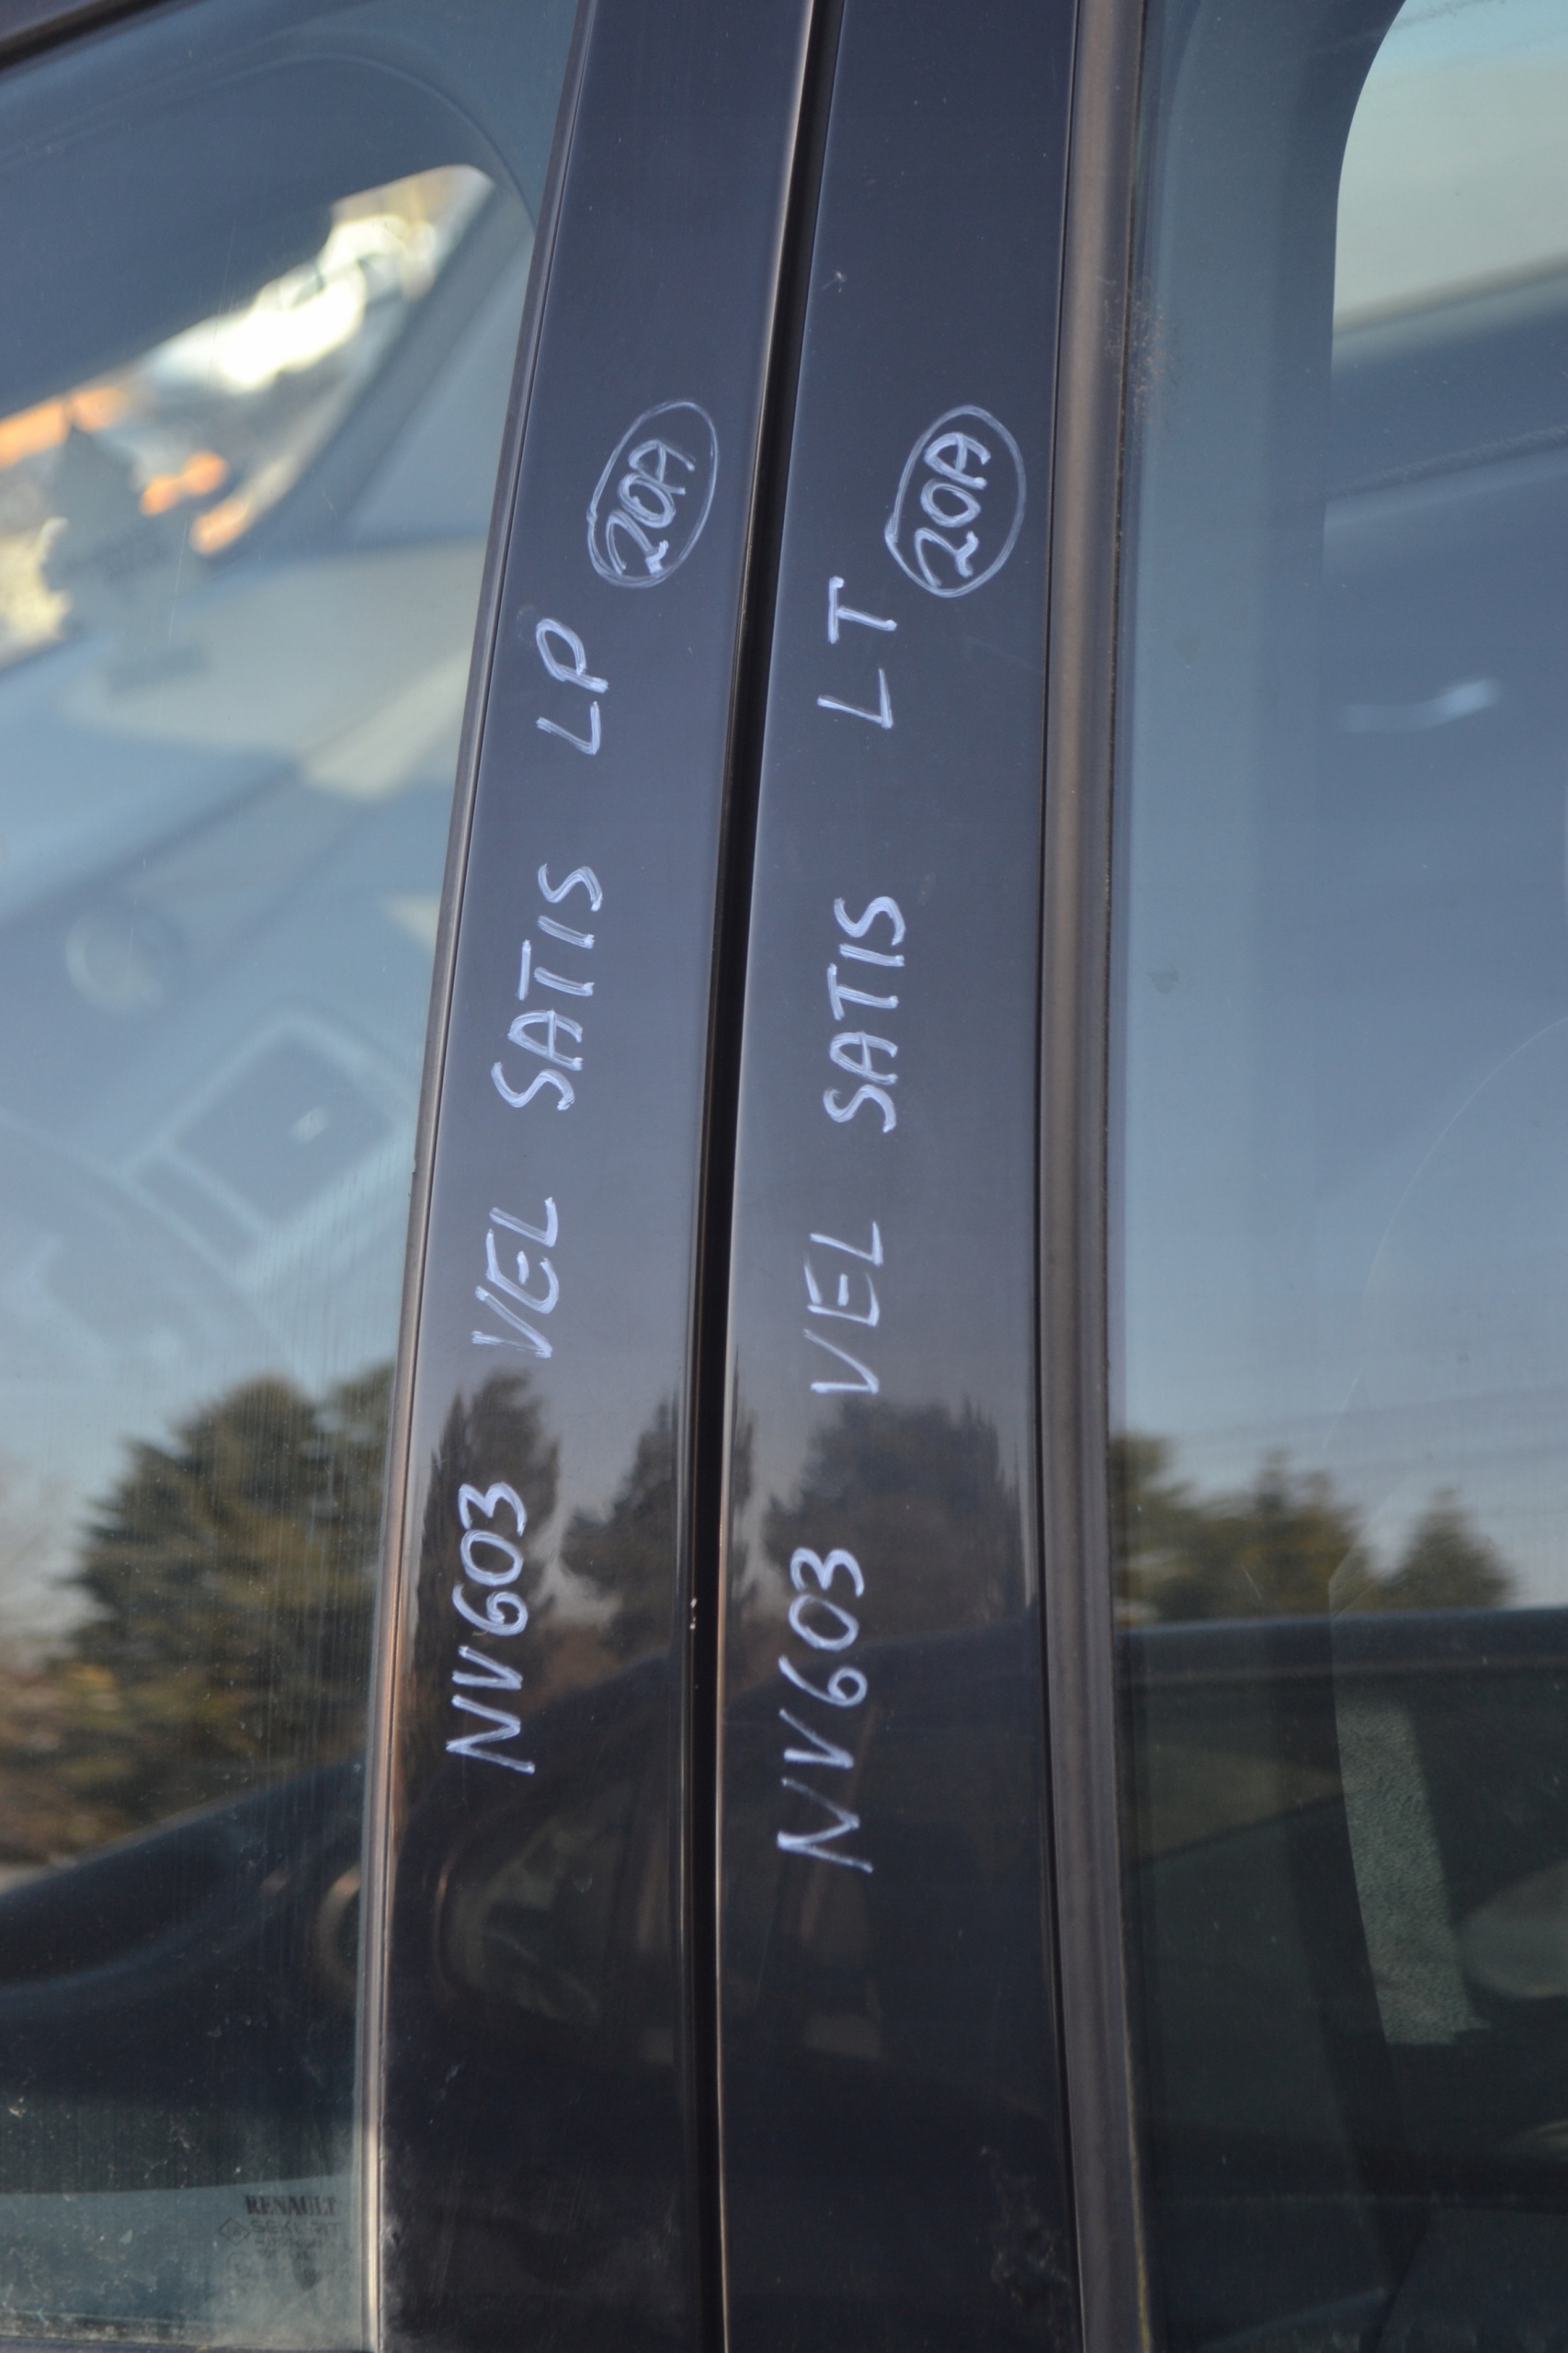 NV603 VEL SATIS LP 20A
NV603 VEL SATIS LT 20A
RENAULT